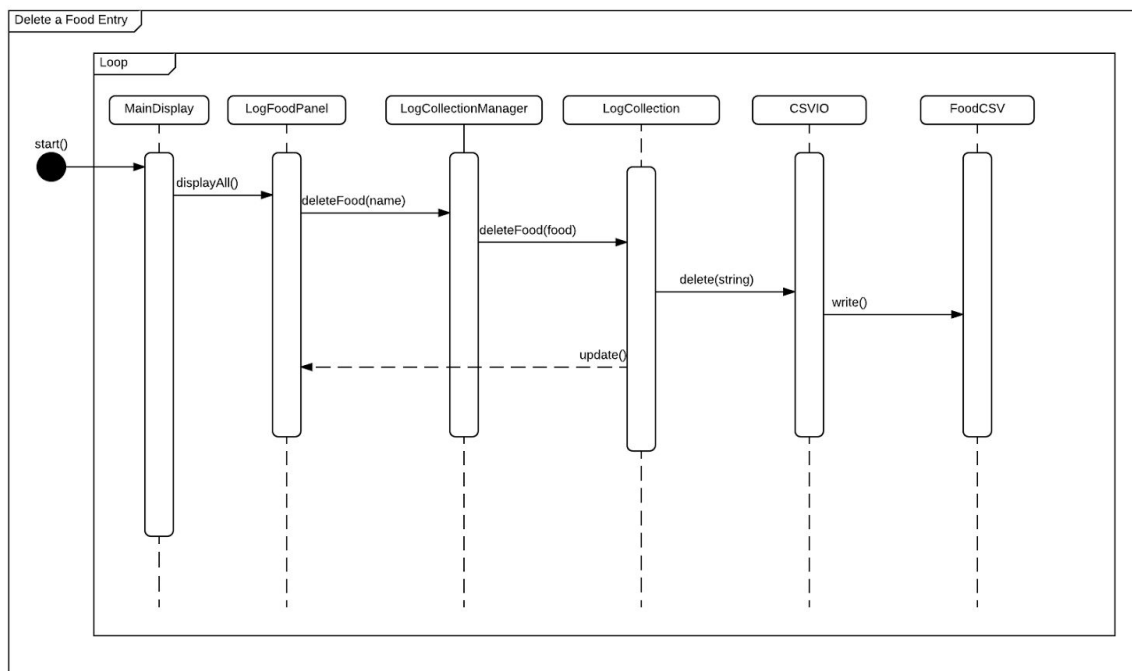 Delete a Food Entry
Loop
MainDisplay
LogFoodPanel
LogCollectionManager
LogCollection
CSVIO
FoodCSV
start()
displayAll()
deleteFood(name)
deleteFood(food)
delete(string)
write()
update()